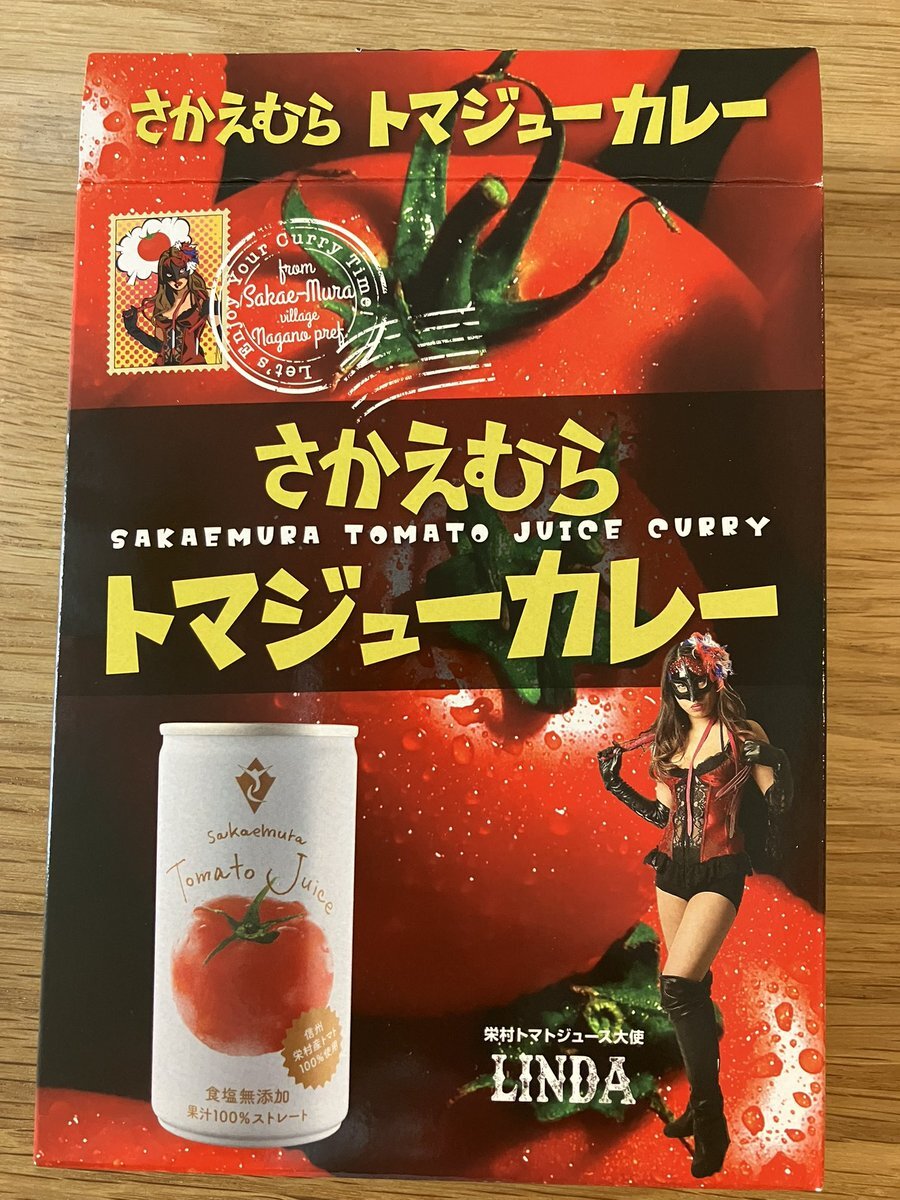 さかえむら トマジューカレー
Let's Enjoy Your Curry Time!
from
Sakae-Mura
village
Nagano pref
さかえむら
SAKAEMURA TOMATO JUICE CURRY
トマジューカレー
Sakaemura
Tomato Juice
信州
栄村産トマト
100%使用
食塩無添加
果汁100%ストレート
栄村トマトジュース大使
LINDA